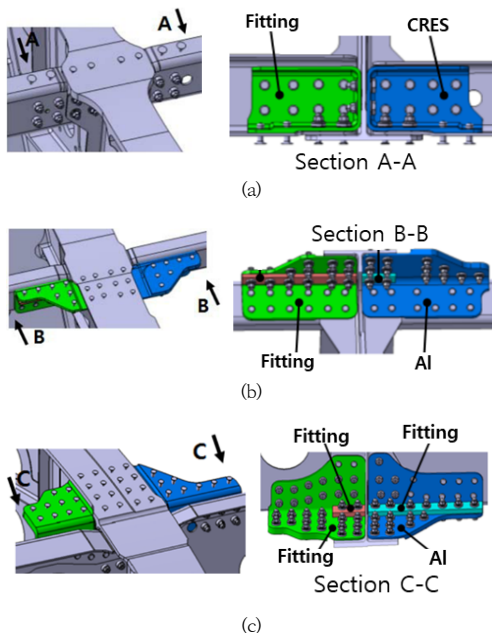 A
A
Fitting
CRES
Section A-A
(a)
Section B-B
B
B
Fitting
Al
(b)
C
C
Fitting
Fitting
Fitting
Al
Section C-C
(c)